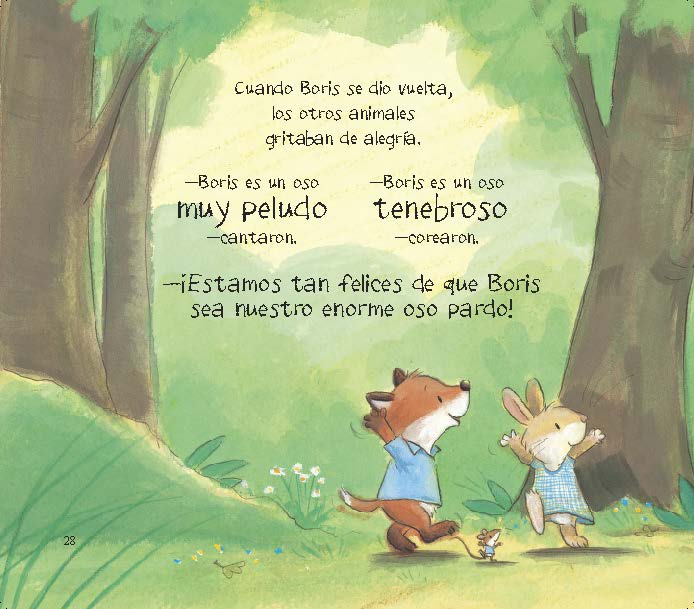 Cuando Boris se dio vuelta,
los otros animales
gritaban de alegría.
—Boris es un oso
muy peludo
—cantaron.
—Boris es un oso
tenebroso
—corearon.
—¡Estamos tan felices de que Boris
sea nuestro enorme oso pardo!
28